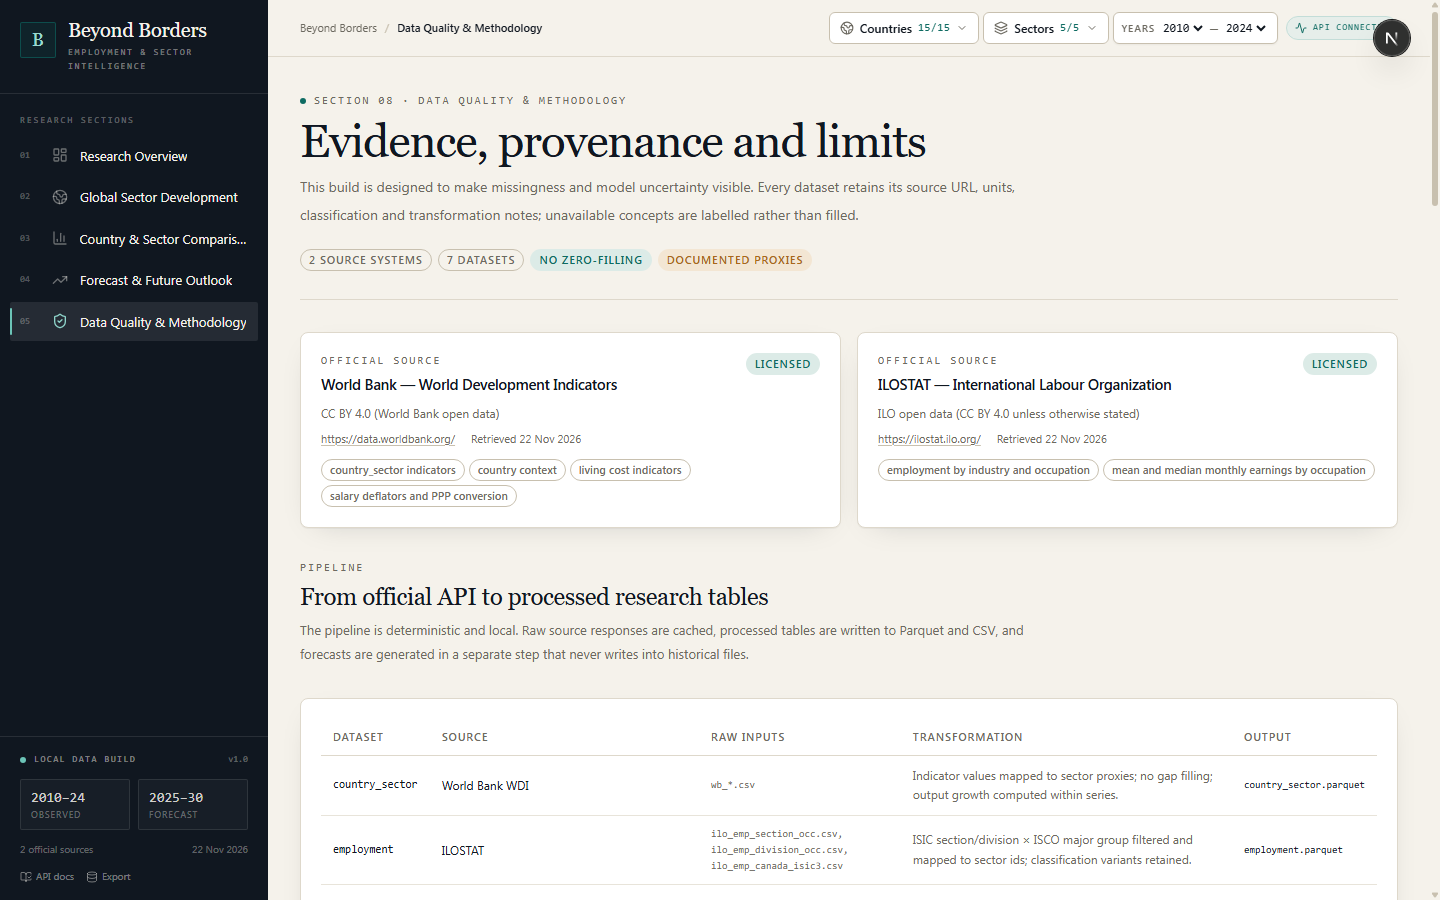 B
Beyond Borders
EMPLOYMENT & SECTOR
INTELLIGENCE
RESEARCH SECTIONS
01 Research Overview
02 Global Sector Development
03 Country & Sector Comparis...
04 Forecast & Future Outlook
05 Data Quality & Methodology
LOCAL DATA BUILD v1.0
2010–24 2025–30
OBSERVED FORECAST
2 official sources 22 Nov 2026
API docs Export
Beyond Borders / Data Quality & Methodology
Countries 15/15 Sectors 5/5 YEARS 2010 — 2024 API CONNECT
N
SECTION 08 · DATA QUALITY & METHODOLOGY
Evidence, provenance and limits
This build is designed to make missingness and model uncertainty visible. Every dataset retains its source URL, units,
classification and transformation notes; unavailable concepts are labelled rather than filled.
2 SOURCE SYSTEMS 7 DATASETS NO ZERO-FILLING DOCUMENTED PROXIES
OFFICIAL SOURCE LICENSED
World Bank — World Development Indicators
CC BY 4.0 (World Bank open data)
https://data.worldbank.org/ Retrieved 22 Nov 2026
country_sector indicators country context living cost indicators
salary deflators and PPP conversion
OFFICIAL SOURCE LICENSED
ILOSTAT — International Labour Organization
ILO open data (CC BY 4.0 unless otherwise stated)
https://ilostat.ilo.org/ Retrieved 22 Nov 2026
employment by industry and occupation mean and median monthly earnings by occupation
PIPELINE
From official API to processed research tables
The pipeline is deterministic and local. Raw source responses are cached, processed tables are written to Parquet and CSV, and
forecasts are generated in a separate step that never writes into historical files.
DATASET SOURCE RAW INPUTS TRANSFORMATION OUTPUT
country_sector World Bank WDI wb_*.csv Indicator values mapped to sector proxies; no gap filling;
output growth computed within series. country_sector.parquet
employment ILOSTAT ilo_emp_section_occ.csv,
ilo_emp_division_occ.csv,
ilo_emp_canada_isic3.csv
ISIC section/division × ISCO major group filtered and
mapped to sector ids; classification variants retained. employment.parquet